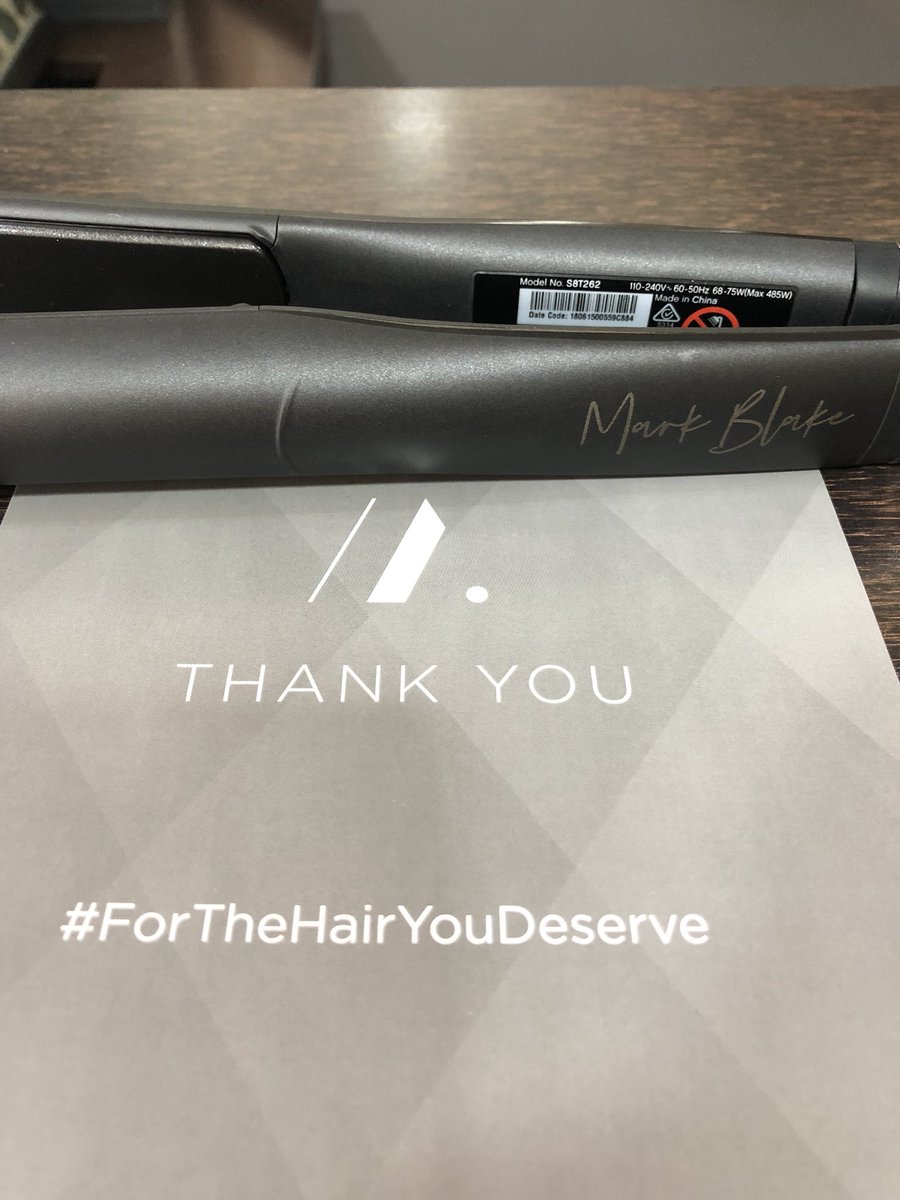 Model No. S8T262 110-240V~ 60-50Hz 68-75W(Max 485W)
Made in China
Date Code: 18061500559C884
Mark Blake
THANK YOU
#ForTheHairYouDeserve